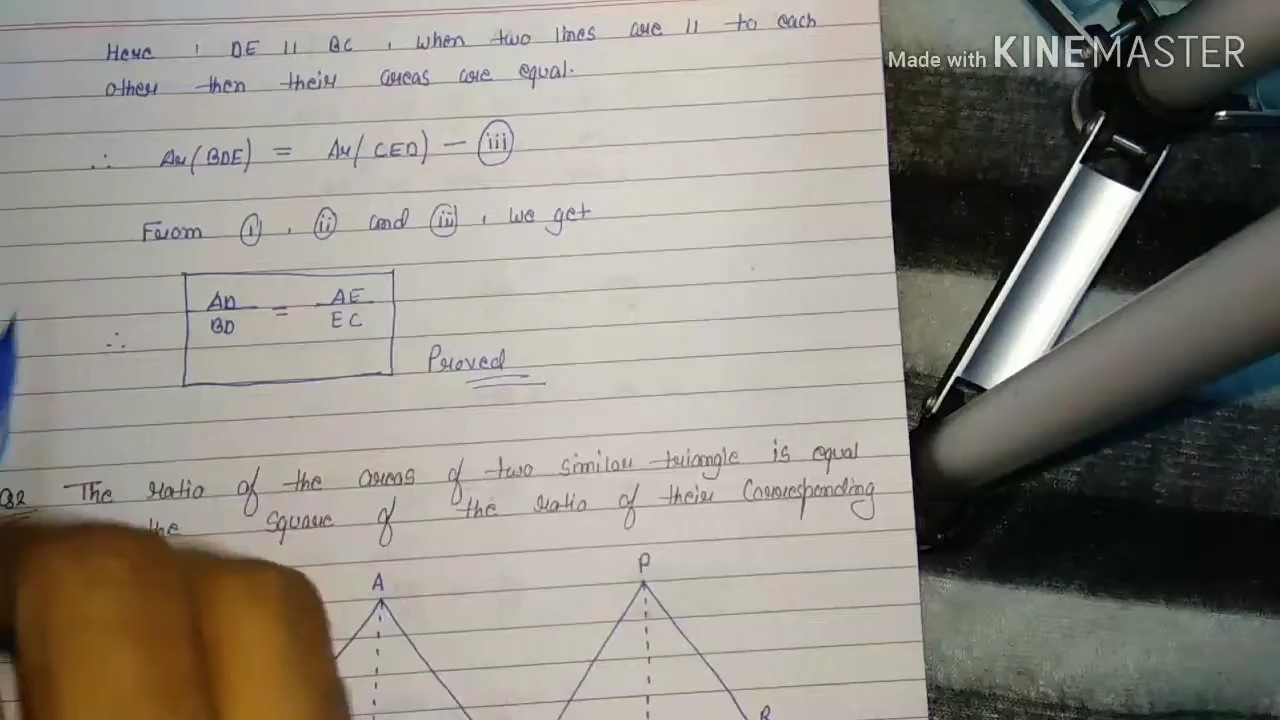 Here , DE || BC , when two lines are || to each
other then their areas are equal.
∴ Ar(BDE) = Ar(CED) — (iii)
From (i) , (ii) and (iii) , we get
∴ AD/BD = AE/EC
Proved
Q2 The ratio of the areas of two similar triangle is equal
the square of the ratio of their Corresponding
A
P
R
Made with KINEMASTER